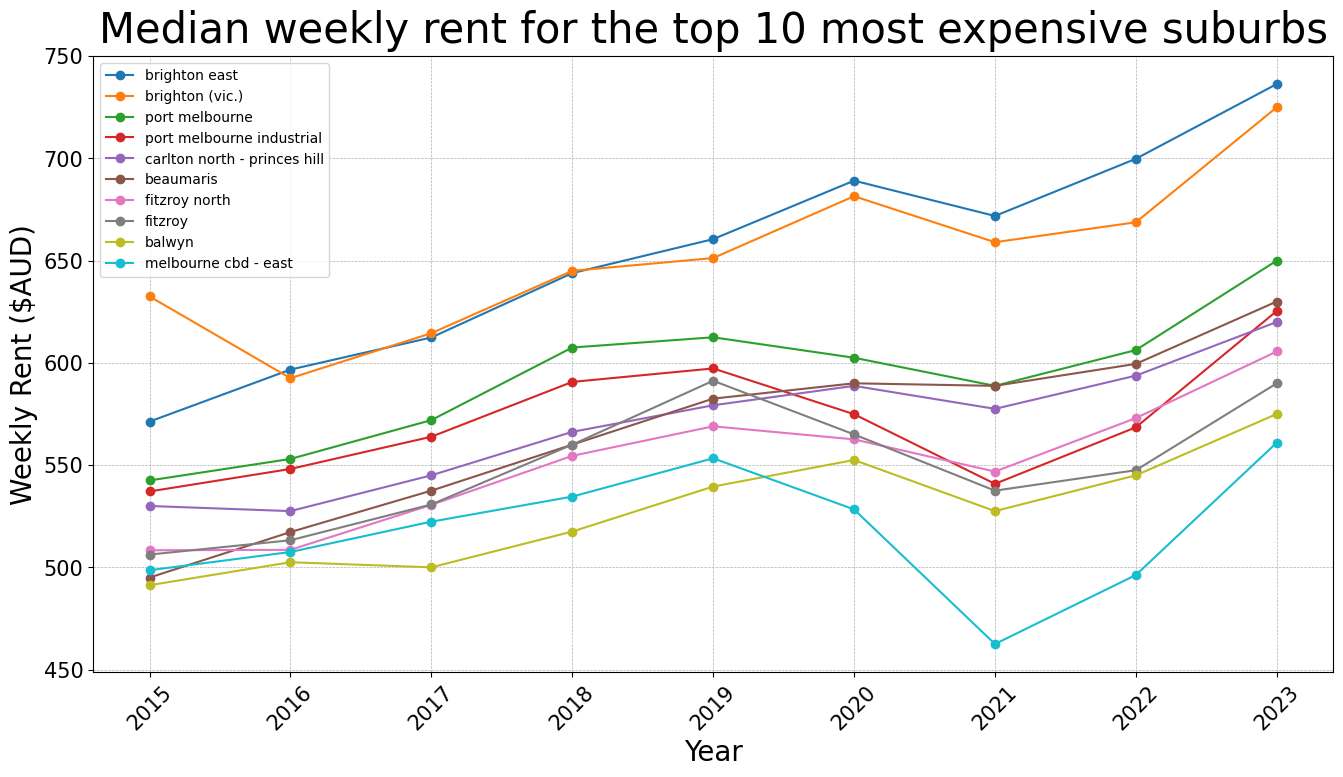 Median weekly rent for the top 10 most expensive suburbs
750
700
650
600
550
500
450
Weekly Rent ($AUD)
brighton east
brighton (vic.)
port melbourne
port melbourne industrial
carlton north - princes hill
beaumaris
fitzroy north
fitzroy
balwyn
melbourne cbd - east
2015
2016
2017
2018
2019
2020
2021
2022
2023
Year